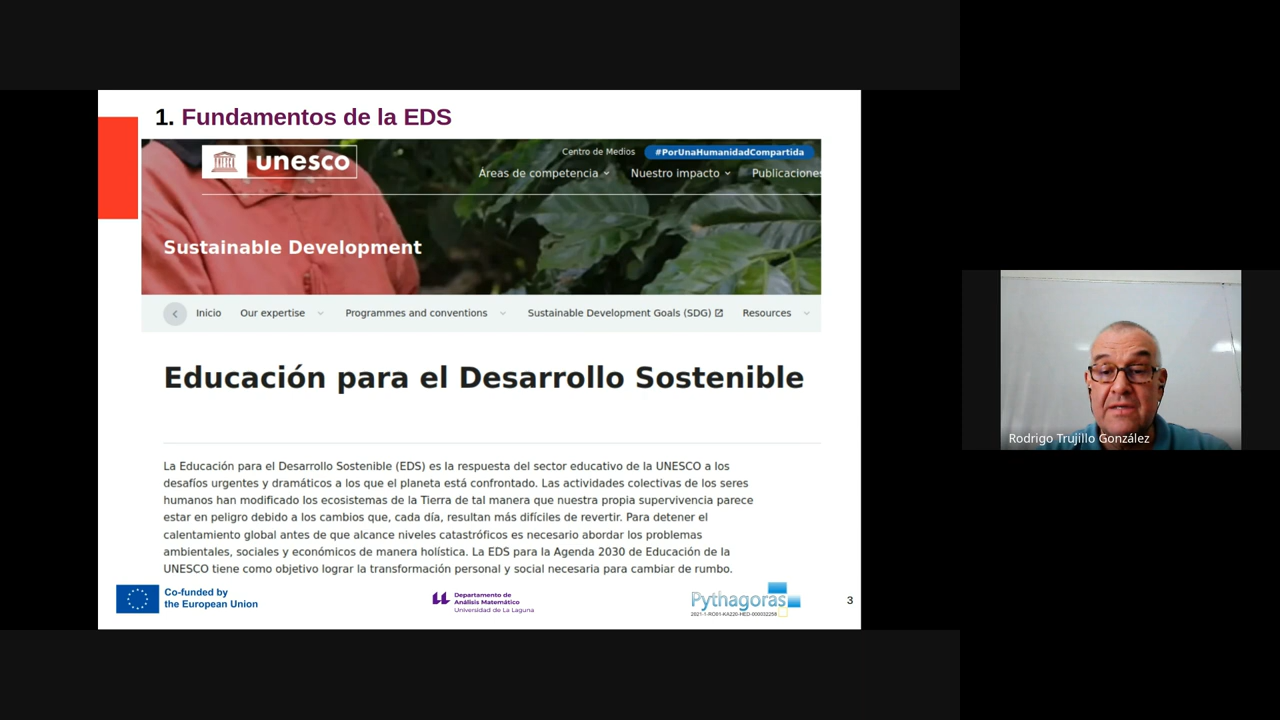 1. Fundamentos de la EDS
unesco
Centro de Medios
#PorUnaHumanidadCompartida
Áreas de competencia
Nuestro impacto
Publicaciones
Sustainable Development
Inicio
Our expertise
Programmes and conventions
Sustainable Development Goals (SDG)
Resources
Educación para el Desarrollo Sostenible
La Educación para el Desarrollo Sostenible (EDS) es la respuesta del sector educativo de la UNESCO a los
desafíos urgentes y dramáticos a los que el planeta está confrontado. Las actividades colectivas de los seres
humanos han modificado los ecosistemas de la Tierra de tal manera que nuestra propia supervivencia parece
estar en peligro debido a los cambios que, cada día, resultan más difíciles de revertir. Para detener el
calentamiento global antes de que alcance niveles catastróficos es necesario abordar los problemas
ambientales, sociales y económicos de manera holística. La EDS para la Agenda 2030 de Educación de la
UNESCO tiene como objetivo lograr la transformación personal y social necesaria para cambiar de rumbo.
Co-funded by
the European Union
Departamento de
Análisis Matemático
Universidad de La Laguna
Pythagoras
2021-1-RO01-KA220-HED-000032258
3
Rodrigo Trujillo González